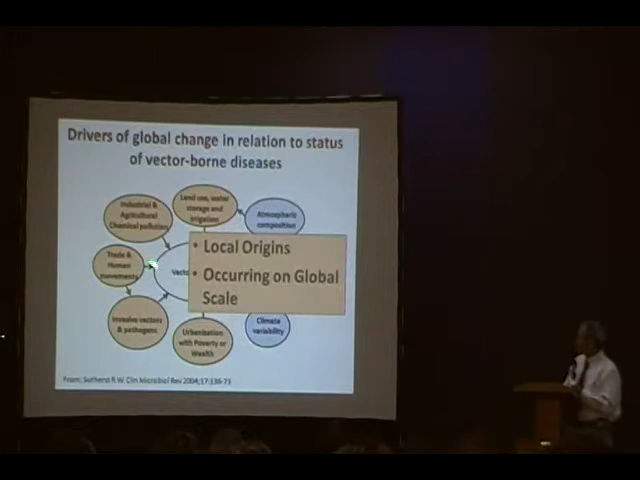 Drivers of global change in relation to status
of vector-borne diseases
Industrial &
Agricultural
Chemical pollution
Land use, water
storage and
irrigation
Atmospheric
composition
Trade &
Human
movements
Vecto
• Local Origins
• Occurring on Global
Scale
Invasive vectors
& pathogens
Urbanisation
with Poverty or
Wealth
Climate
variability
From: Sutherst R.W. Clin Microbiol Rev 2004;17:136-73